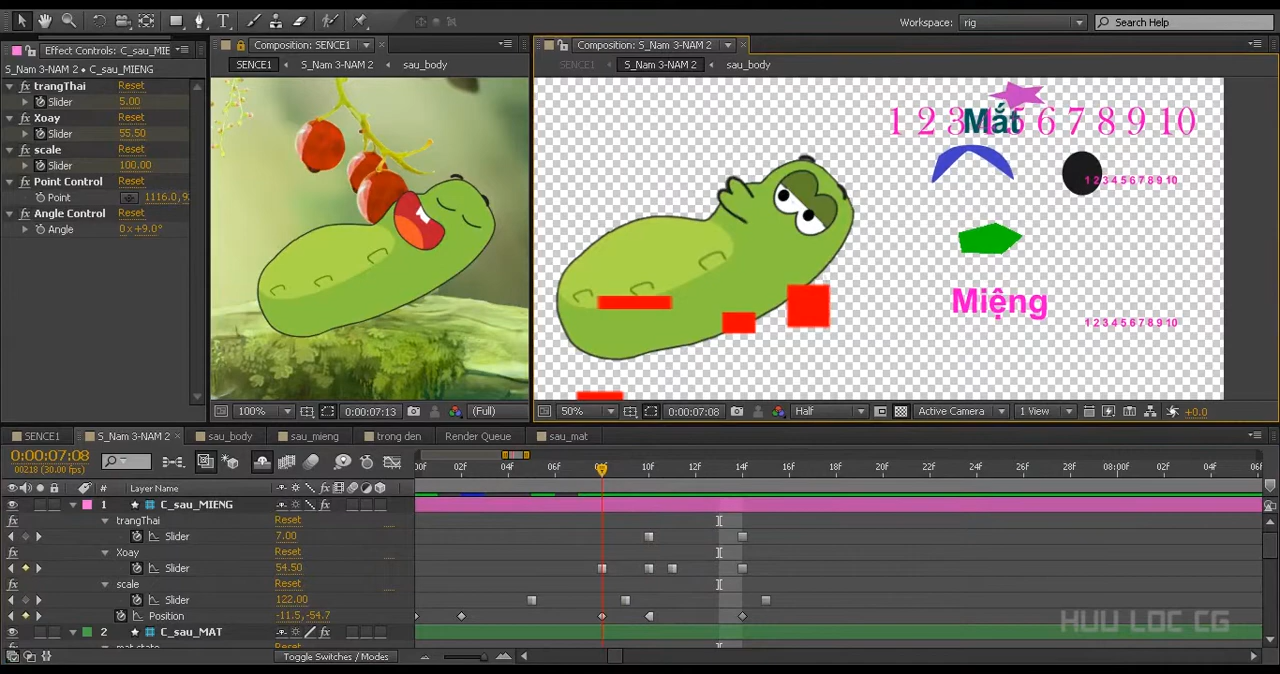 Workspace: rig Search Help
Effect Controls: C_sau_MIE
Composition: SENCE1
Composition: S_Nam 3-NAM 2
S_Nam 3-NAM 2 • C_sau_MIENG
SENCE1 S_Nam 3-NAM 2 sau_body
SENCE1 S_Nam 3-NAM 2 sau_body
trangThai Reset
Slider 5.00
Xoay Reset
Slider 55.50
scale Reset
Slider 100.00
Point Control Reset
Point 1116.0,9
Angle Control Reset
Angle 0x+9.0°
1 2 3 5 6 7 8 9 10
Mắt
1 2 3 4 5 6 7 8 9 10
Miệng
1 2 3 4 5 6 7 8 9 10
100% 0:00:07:13 (Full)
50% 0:00:07:08 Half Active Camera 1 View +0.0
SENCE1 S_Nam 3-NAM 2 sau_body sau_mieng trong den Render Queue sau_mat
0:00:07:08
00218 (30.00 fps)
:00F 02F 04F 06F 10F 12F 14F 16F 18F 20F 22F 24F 26F 28F 08:00F 02F 04F 06F
# Layer Name
1 C_sau_MIENG
trangThai Reset
Slider 7.00
Xoay Reset
Slider 54.50
scale Reset
Slider 122.00
Position -11.5,-54.7
2 C_sau_MAT
Toggle Switches / Modes
HUU LOC CG